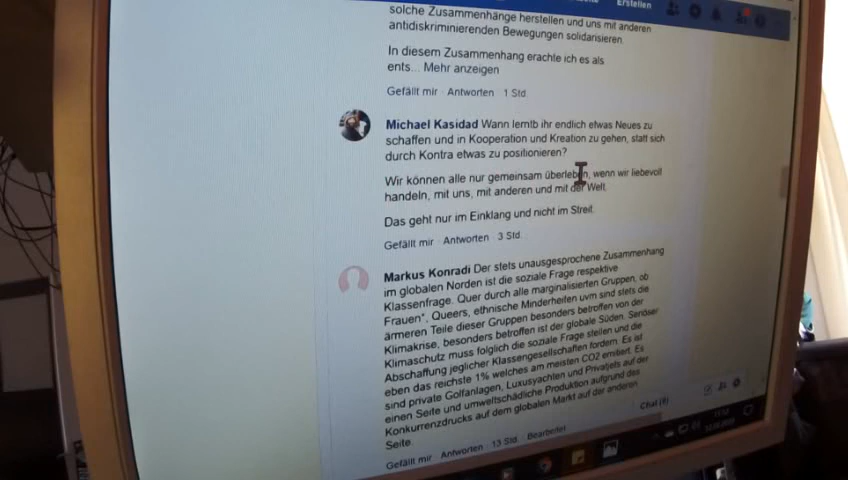 Erstellen
solche Zusammenhänge herstellen und uns mit anderen
antidiskriminierenden Bewegungen solidarisieren.
In diesem Zusammenhang erachte ich es als
ents... Mehr anzeigen
Gefällt mir · Antworten · 1 Std.
Michael Kasidad Wann lerntb ihr endlich etwas Neues zu
schaffen und in Kooperation und Kreation zu gehen, statt sich
durch Kontra etwas zu positionieren?
Wir können alle nur gemeinsam überleben, wenn wir liebevoll
handeln, mit uns, mit anderen und mit der Welt.
Das geht nur im Einklang und nicht im Streit.
Gefällt mir · Antworten · 3 Std.
Markus Konradi Der stets unausgesprochene Zusammenhang
im globalen Norden ist die soziale Frage respektive
Klassenfrage. Quer durch alle marginalisierten Gruppen, ob
Frauen*, Queers, ethnische Minderheiten uvm sind stets die
ärmeren Teile dieser Gruppen besonders betroffen von der
Klimakrise, besonders betroffen ist der globale Süden. Seriöser
Klimaschutz muss folglich die soziale Frage stellen und die
Abschaffung jeglicher Klassengesellschaften fordern. Es ist
eben das reichste 1% welches am meisten CO2 emitiert. Es
sind private Golfanlagen, Luxusyachten und Privatjets auf der
einen Seite und umweltschädliche Produktion aufgrund des
Konkurrenzdrucks auf dem globalen Markt auf der anderen
Seite.
Gefällt mir · Antworten · 13 Std. · Bearbeitet